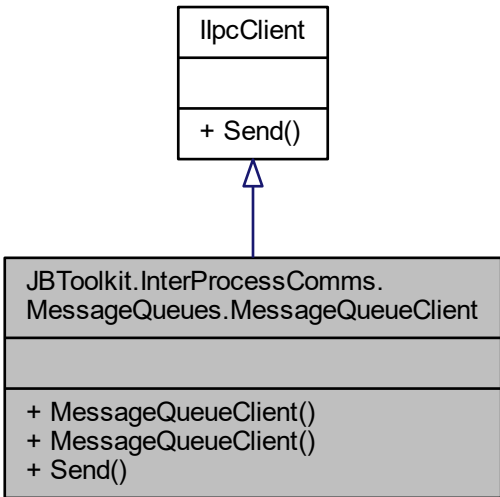 IIpcClient
+ Send()
JBToolkit.InterProcessComms.
MessageQueues.MessageQueueClient
+ MessageQueueClient()
+ MessageQueueClient()
+ Send()